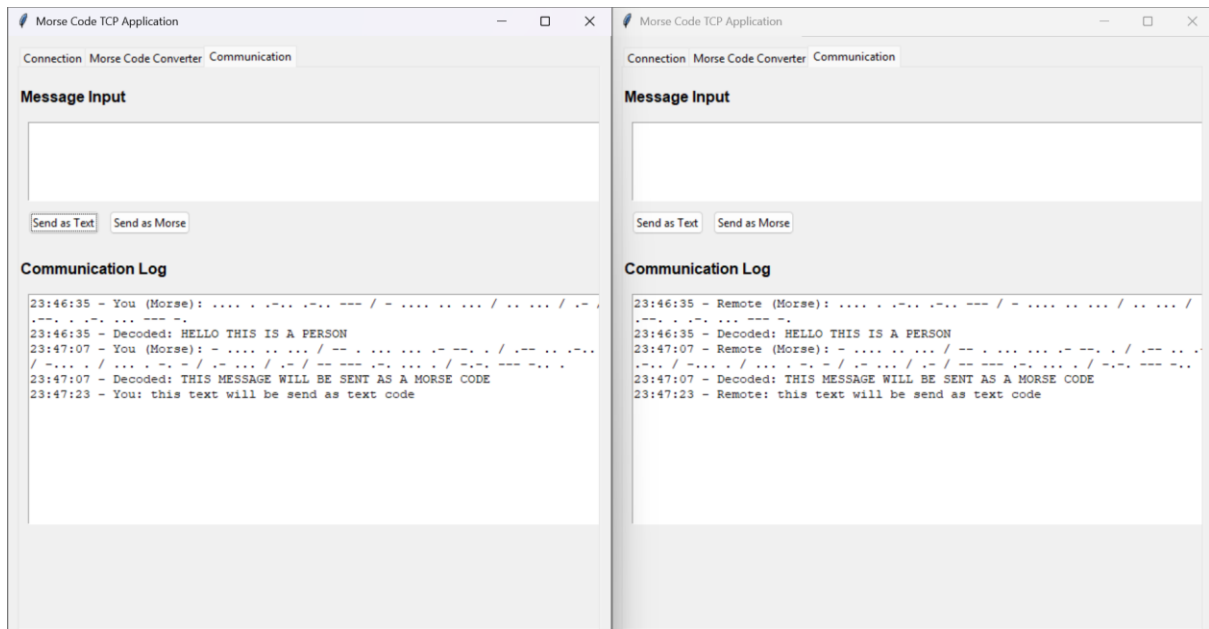 Morse Code TCP Application
Connection Morse Code Converter Communication
Message Input
Send as Text Send as Morse
Communication Log
23:46:35 - You (Morse): .... . .-.. .-.. --- / - .... .. ... / .. ... / .- /
.--. . .-. ... --- -.
23:46:35 - Decoded: HELLO THIS IS A PERSON
23:47:07 - You (Morse): - .... .. ... / -- . ... ... .- --. . / .-- .. .-..
/ -... . / ... . -. - / .- ... / .- / -- --- .-. ... . / -.-. --- -.. .
23:47:07 - Decoded: THIS MESSAGE WILL BE SENT AS A MORSE CODE
23:47:23 - You: this text will be send as text code
Morse Code TCP Application
Connection Morse Code Converter Communication
Message Input
Send as Text Send as Morse
Communication Log
23:46:35 - Remote (Morse): .... . .-.. .-.. --- / - .... .. ... / .. ... /
.--. . .-. ... --- -.
23:46:35 - Decoded: HELLO THIS IS A PERSON
23:47:07 - Remote (Morse): - .... .. ... / -- . ... ... .- --. . / .-- .. .-
.-.. / -... . / ... . -. - / .- ... / .- / -- --- .-. ... . / -.-. --- -..
23:47:07 - Decoded: THIS MESSAGE WILL BE SENT AS A MORSE CODE
23:47:23 - Remote: this text will be send as text code